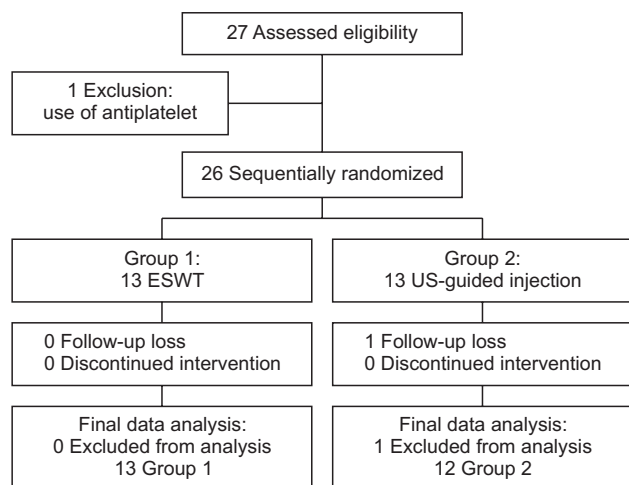 27 Assessed eligibility
1 Exclusion:
use of antiplatelet
26 Sequentially randomized
Group 1:
13 ESWT
Group 2:
13 US-guided injection
0 Follow-up loss
0 Discontinued intervention
1 Follow-up loss
0 Discontinued intervention
Final data analysis:
0 Excluded from analysis
13 Group 1
Final data analysis:
1 Excluded from analysis
12 Group 2